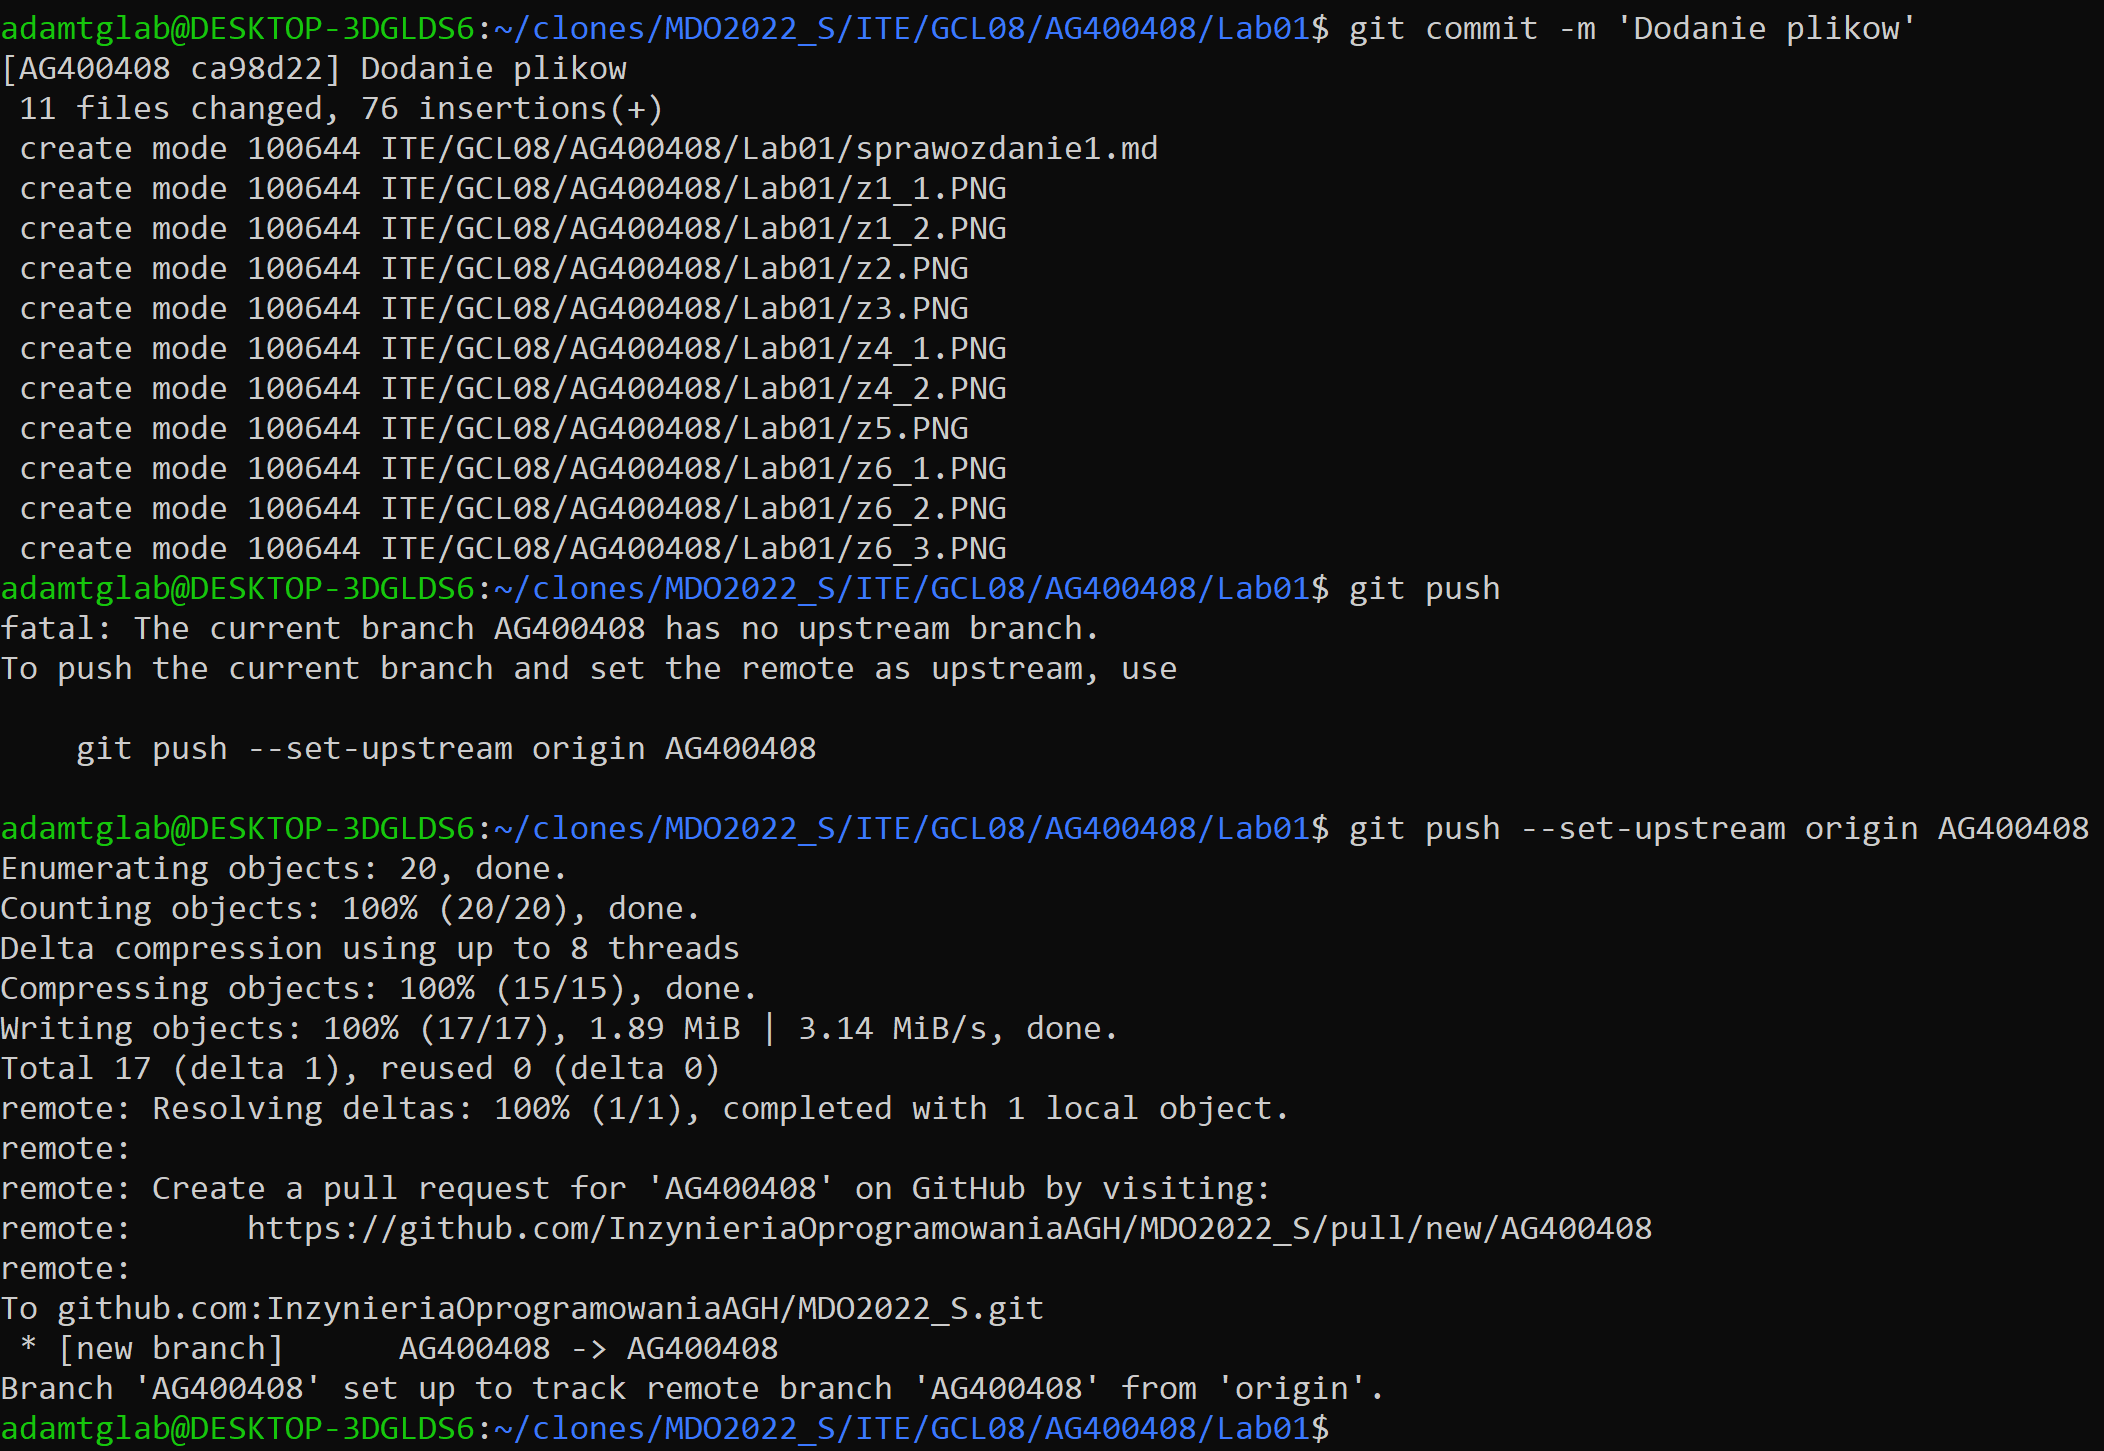 adamtglab@DESKTOP-3DGLDS6:~/clones/MDO2022_S/ITE/GCL08/AG400408/Lab01$ git commit -m 'Dodanie plikow'
[AG400408 ca98d22] Dodanie plikow
 11 files changed, 76 insertions(+)
 create mode 100644 ITE/GCL08/AG400408/Lab01/sprawozdanie1.md
 create mode 100644 ITE/GCL08/AG400408/Lab01/z1_1.PNG
 create mode 100644 ITE/GCL08/AG400408/Lab01/z1_2.PNG
 create mode 100644 ITE/GCL08/AG400408/Lab01/z2.PNG
 create mode 100644 ITE/GCL08/AG400408/Lab01/z3.PNG
 create mode 100644 ITE/GCL08/AG400408/Lab01/z4_1.PNG
 create mode 100644 ITE/GCL08/AG400408/Lab01/z4_2.PNG
 create mode 100644 ITE/GCL08/AG400408/Lab01/z5.PNG
 create mode 100644 ITE/GCL08/AG400408/Lab01/z6_1.PNG
 create mode 100644 ITE/GCL08/AG400408/Lab01/z6_2.PNG
 create mode 100644 ITE/GCL08/AG400408/Lab01/z6_3.PNG
adamtglab@DESKTOP-3DGLDS6:~/clones/MDO2022_S/ITE/GCL08/AG400408/Lab01$ git push
fatal: The current branch AG400408 has no upstream branch.
To push the current branch and set the remote as upstream, use

    git push --set-upstream origin AG400408

adamtglab@DESKTOP-3DGLDS6:~/clones/MDO2022_S/ITE/GCL08/AG400408/Lab01$ git push --set-upstream origin AG400408
Enumerating objects: 20, done.
Counting objects: 100% (20/20), done.
Delta compression using up to 8 threads
Compressing objects: 100% (15/15), done.
Writing objects: 100% (17/17), 1.89 MiB | 3.14 MiB/s, done.
Total 17 (delta 1), reused 0 (delta 0)
remote: Resolving deltas: 100% (1/1), completed with 1 local object.
remote:
remote: Create a pull request for 'AG400408' on GitHub by visiting:
remote:      https://github.com/InzynieriaOprogramowaniaAGH/MDO2022_S/pull/new/AG400408
remote:
To github.com:InzynieriaOprogramowaniaAGH/MDO2022_S.git
 * [new branch]      AG400408 -> AG400408
Branch 'AG400408' set up to track remote branch 'AG400408' from 'origin'.
adamtglab@DESKTOP-3DGLDS6:~/clones/MDO2022_S/ITE/GCL08/AG400408/Lab01$